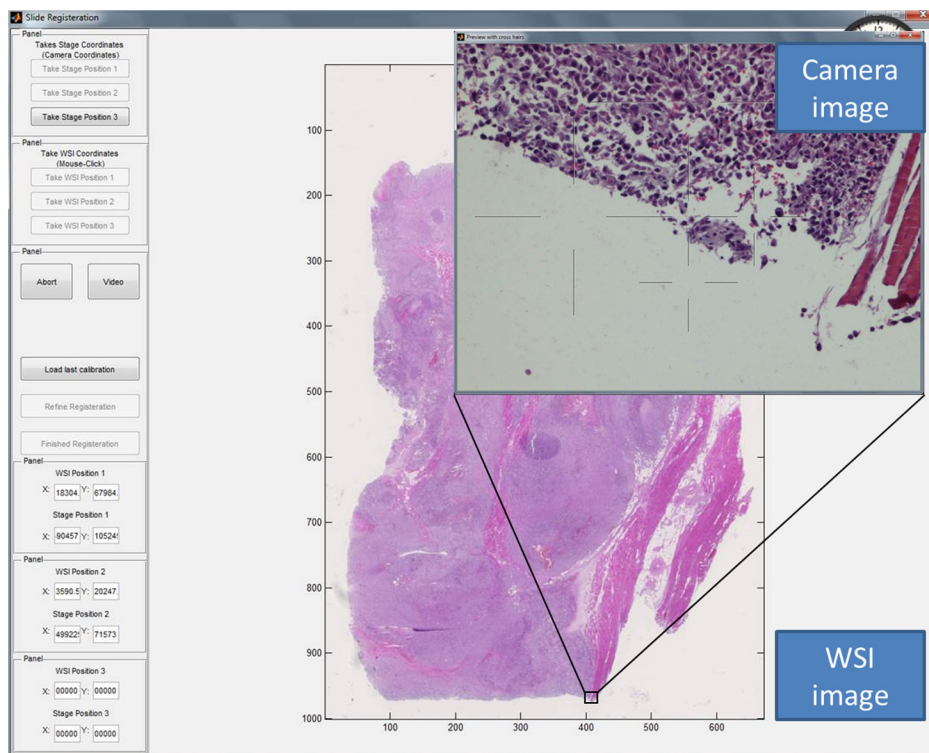 Slide Registeration
Panel
Takes Stage Coordinates
(Camera Coordinates)
Take Stage Position 1
Take Stage Position 2
Take Stage Position 3
Panel
Take WSI Coordinates
(Mouse-Click)
Take WSI Position 1
Take WSI Position 2
Take WSI Position 3
Panel
Abort Video
Load last calibration
Refine Registeration
Finished Registeration
Panel
WSI Position 1
X: 18304. Y: 67984.
Stage Position 1
X: 90457 Y: 10524
Panel
WSI Position 2
X: 3590.5 Y: 20247.
Stage Position 2
X: 49922 Y: 71573
Panel
WSI Position 3
X: 00000 Y: 00000
Stage Position 3
X: 00000 Y: 00000
100
200
300
400
500
600
700
800
900
1000
100 200 300 400 500 600
Preview with cross hairs
Camera
image
WSI
image